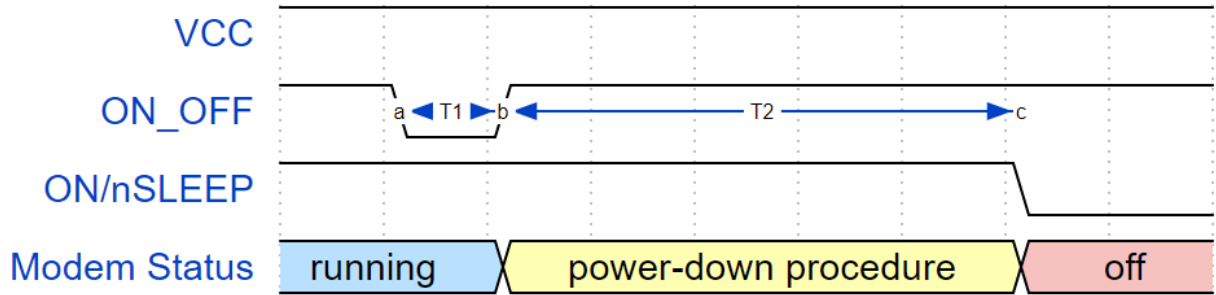 VCC
ON_OFF
a T1 b T2 c
ON/nSLEEP
Modem Status running power-down procedure off